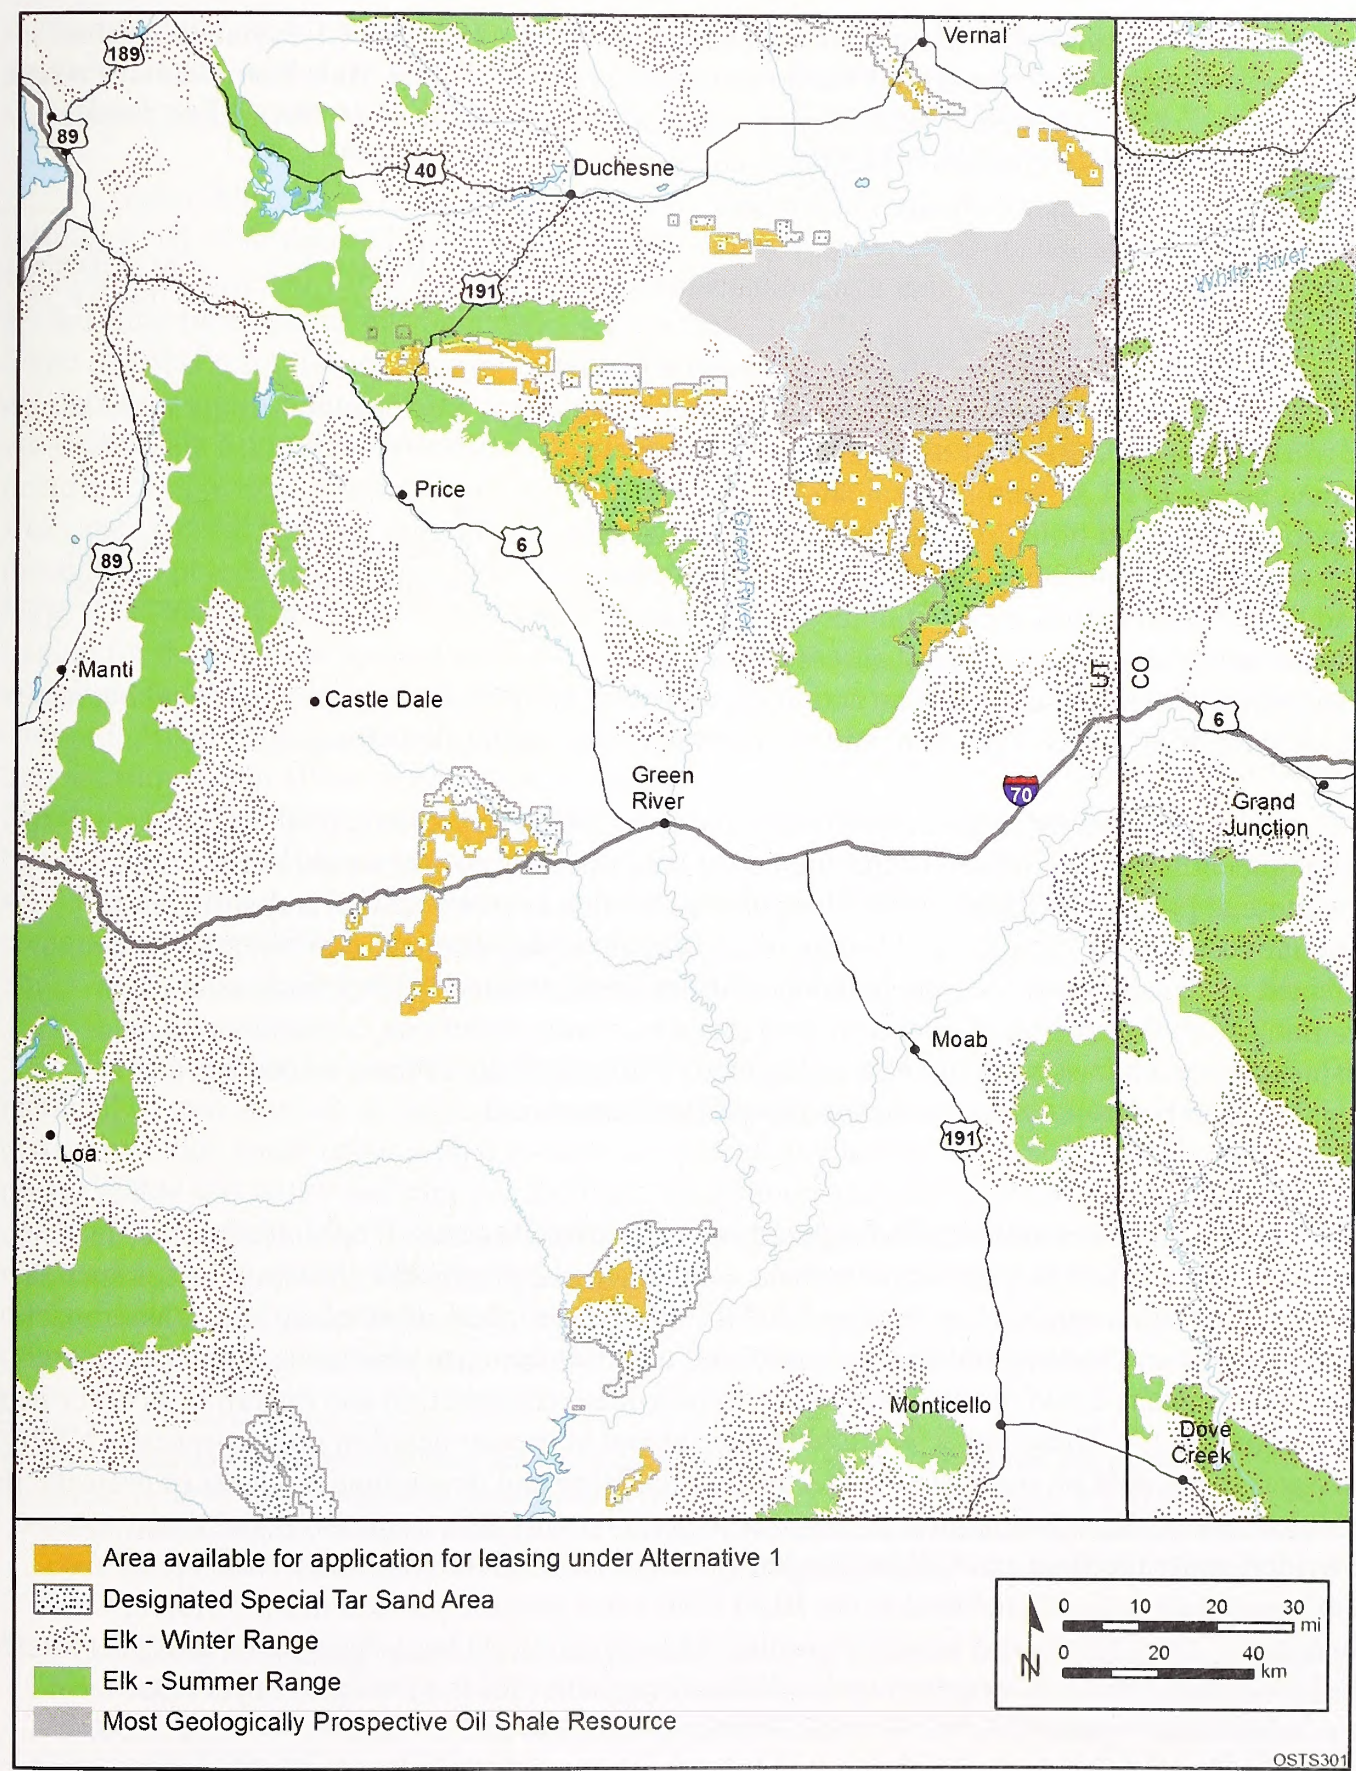 189
Vernal
89
40
Duchesne
White River
191
Price
6
Green River
89
Manti
UT
CO
Castle Dale
6
Green
River
70
Grand
Junction
Moab
191
Loa
Monticello
Dove
Creek
Area available for application for leasing under Alternative 1
Designated Special Tar Sand Area
Elk - Winter Range
Elk - Summer Range
Most Geologically Prospective Oil Shale Resource
0 10 20 30
mi
0 20 40
km
N
OSTS301